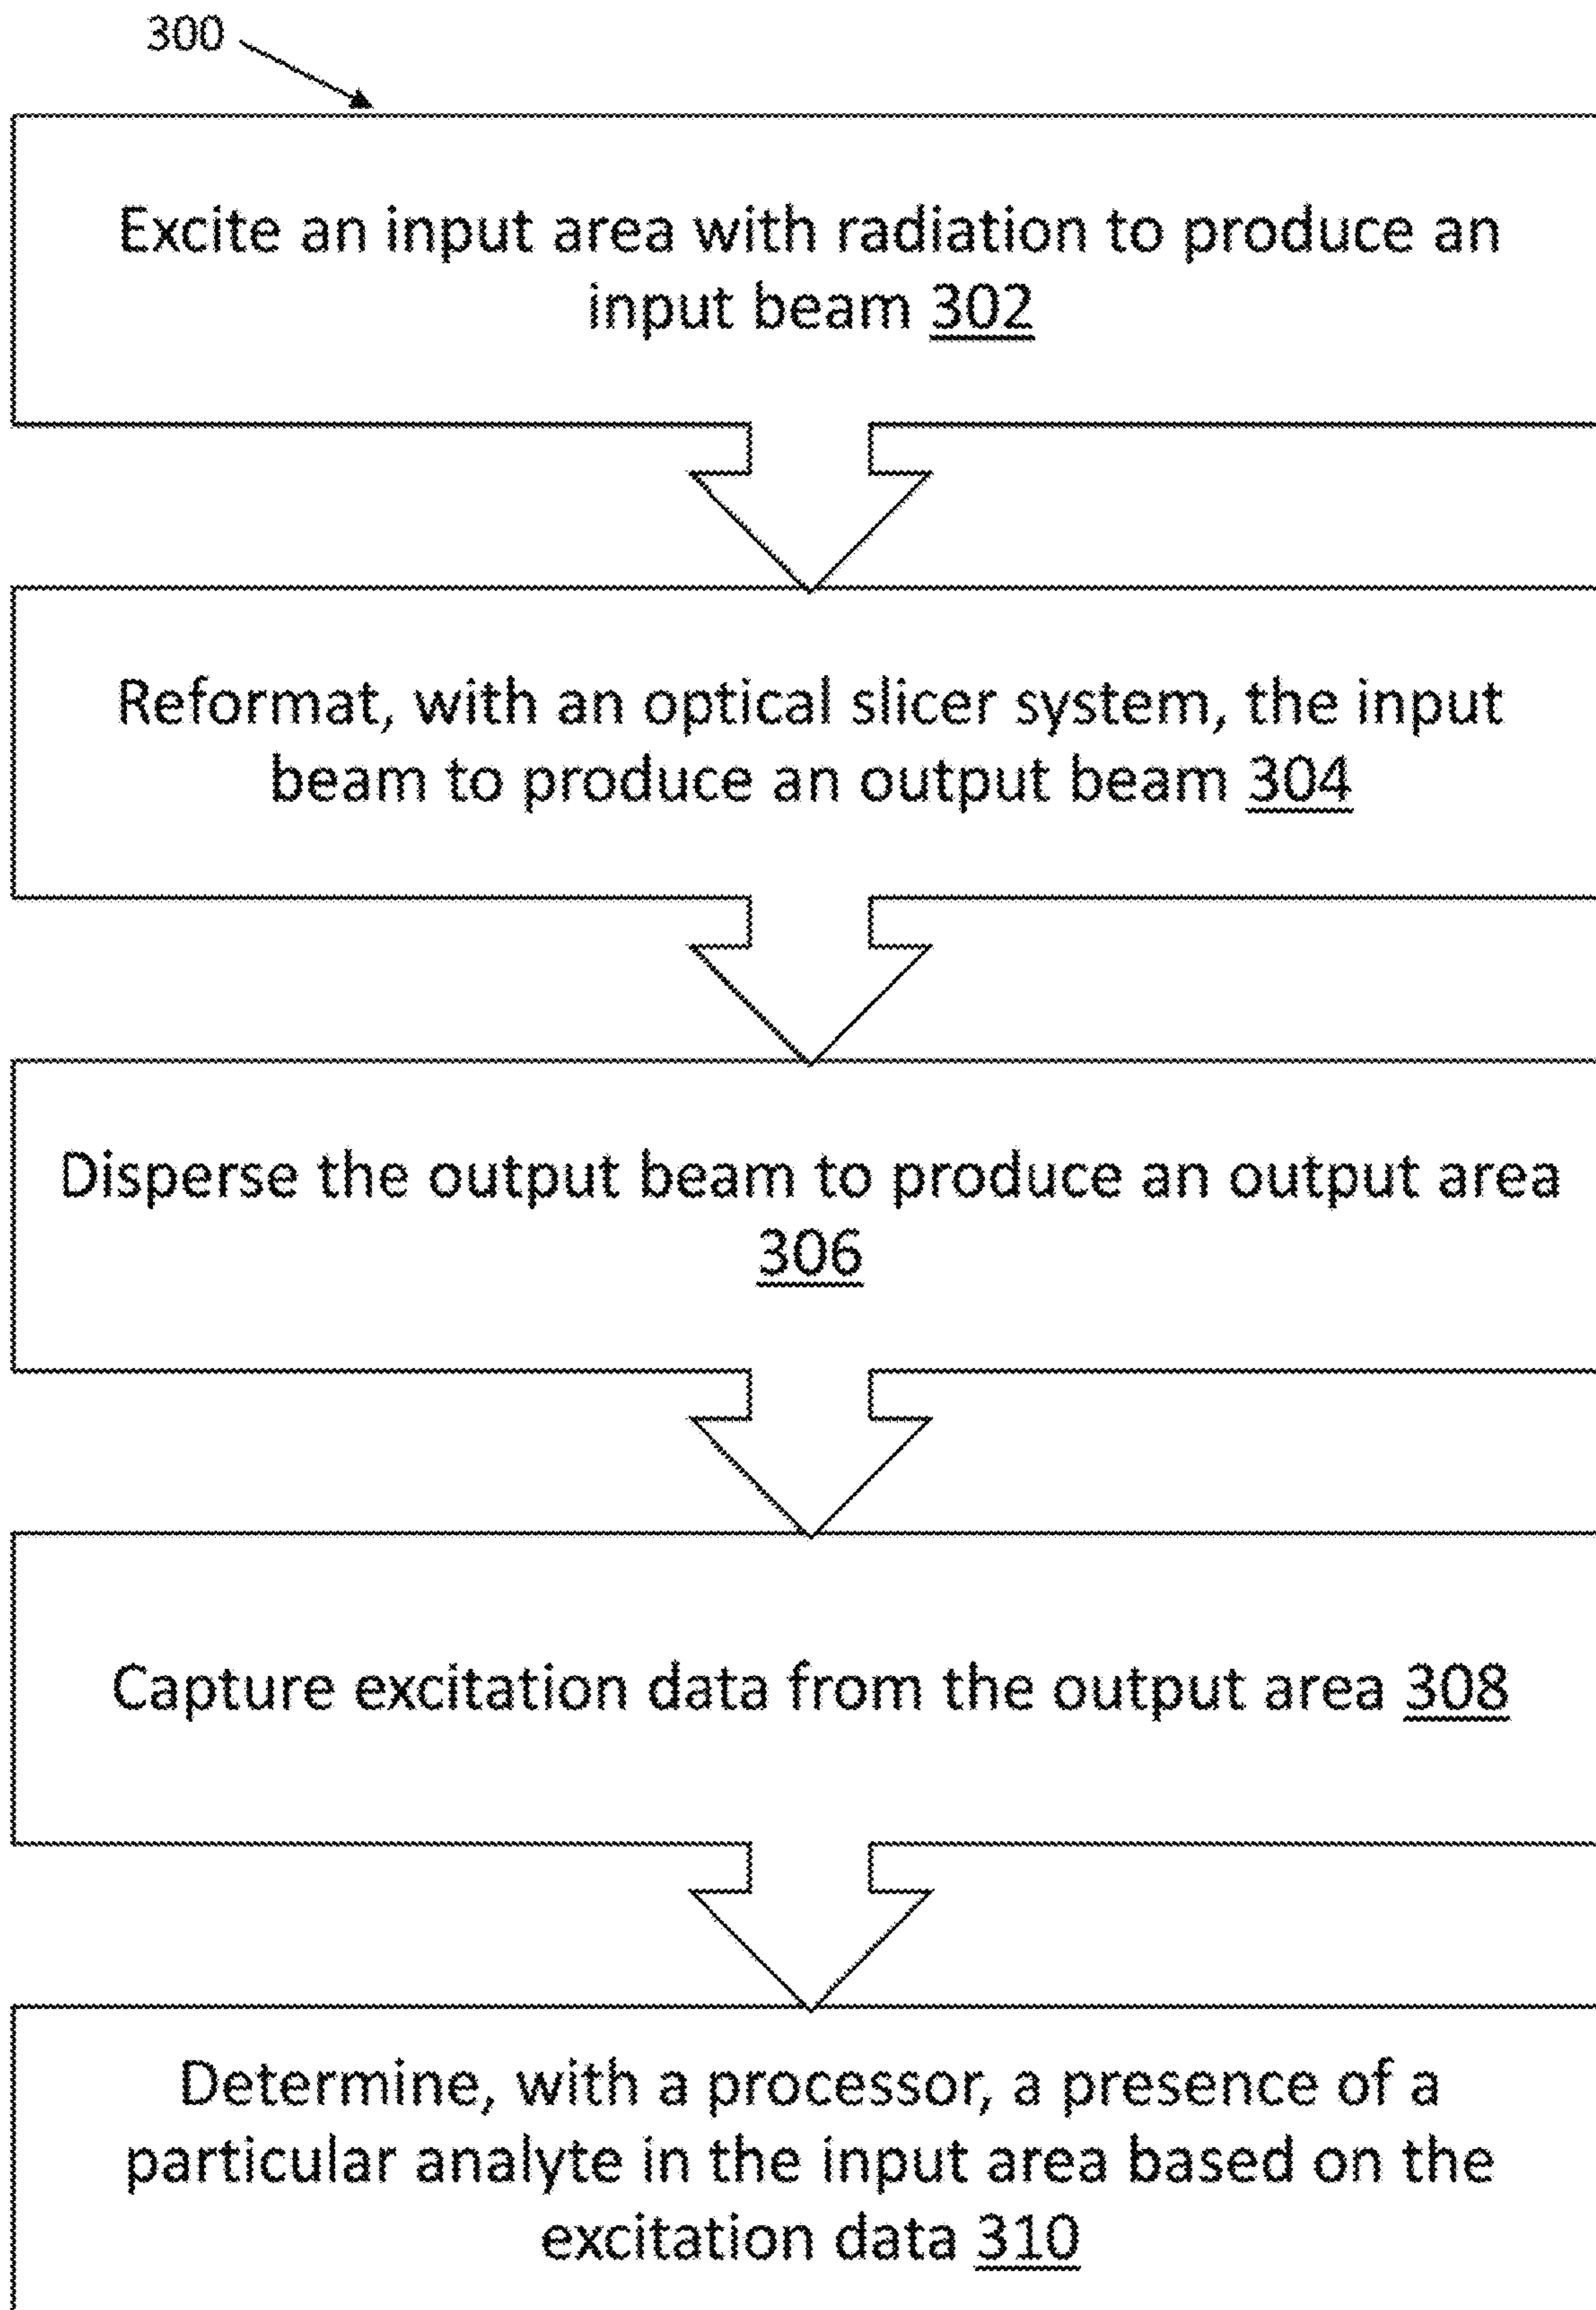 300
Excite an input area with radiation to produce an
input beam 302
Reformat, with an optical slicer system, the input
beam to produce an output beam 304
Disperse the output beam to produce an output area
306
Capture excitation data from the output area 308
Determine, with a processor, a presence of a
particular analyte in the input area based on the
excitation data 310